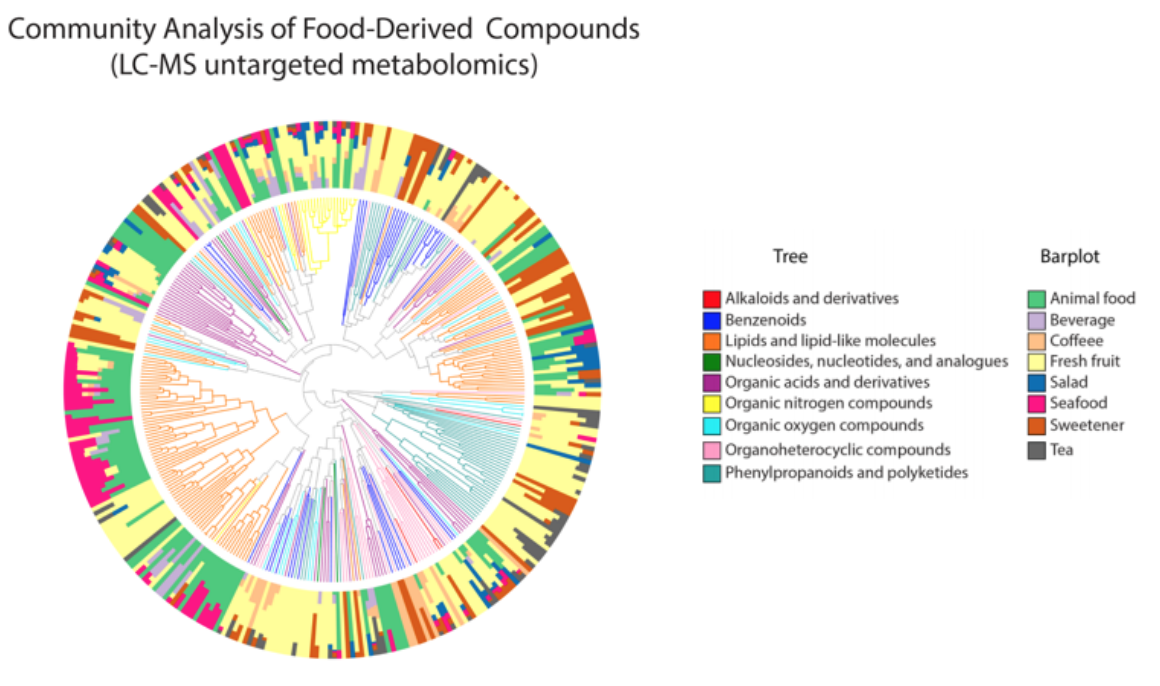 Community Analysis of Food-Derived Compounds
(LC-MS untargeted metabolomics)
Tree
Alkaloids and derivatives
Benzenoids
Lipids and lipid-like molecules
Nucleosides, nucleotides, and analogues
Organic acids and derivatives
Organic nitrogen compounds
Organic oxygen compounds
Organoheterocyclic compounds
Phenylpropanoids and polyketides
Barplot
Animal food
Beverage
Coffeee
Fresh fruit
Salad
Seafood
Sweetener
Tea